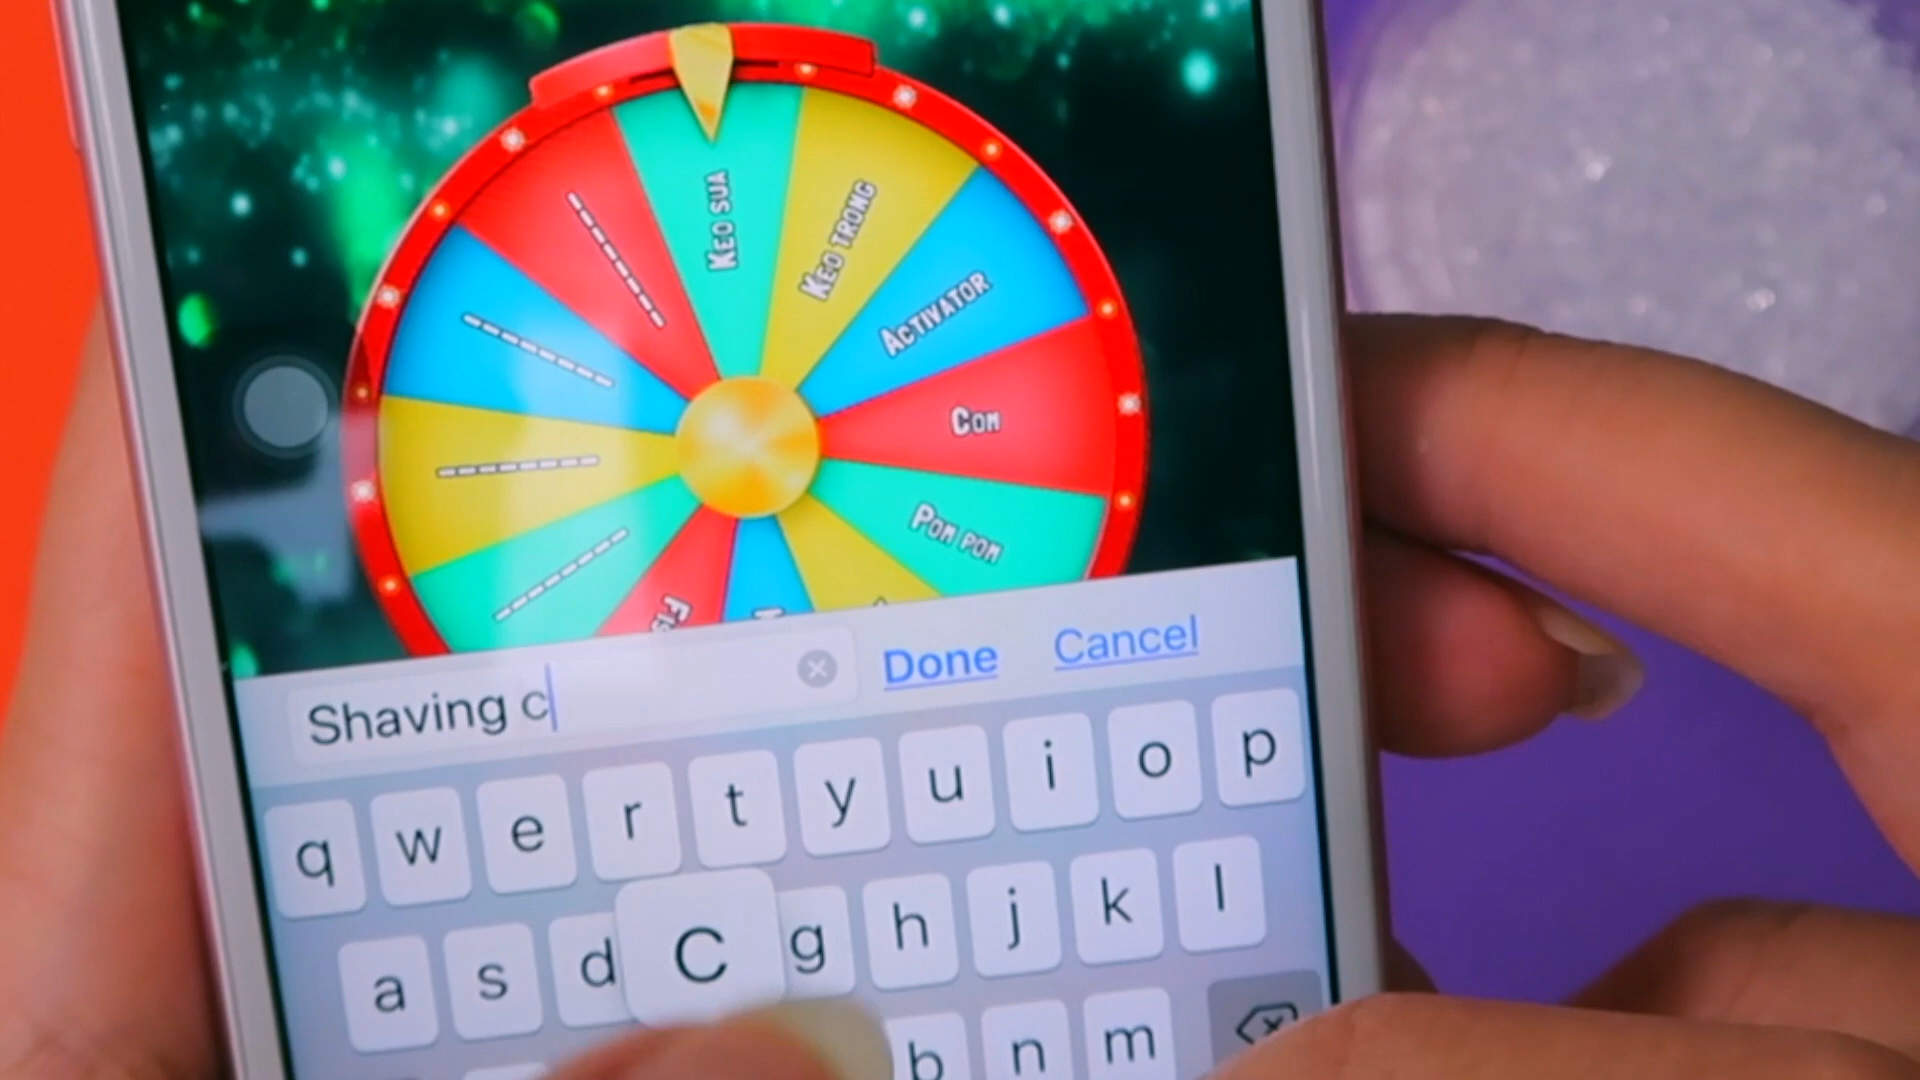 KEO SUA
KEO TRONG
ACTIVATOR
COM
POM POM
Shaving c
Done
Cancel
q w e r t y u i o p
a s d C g h j k l
b n m